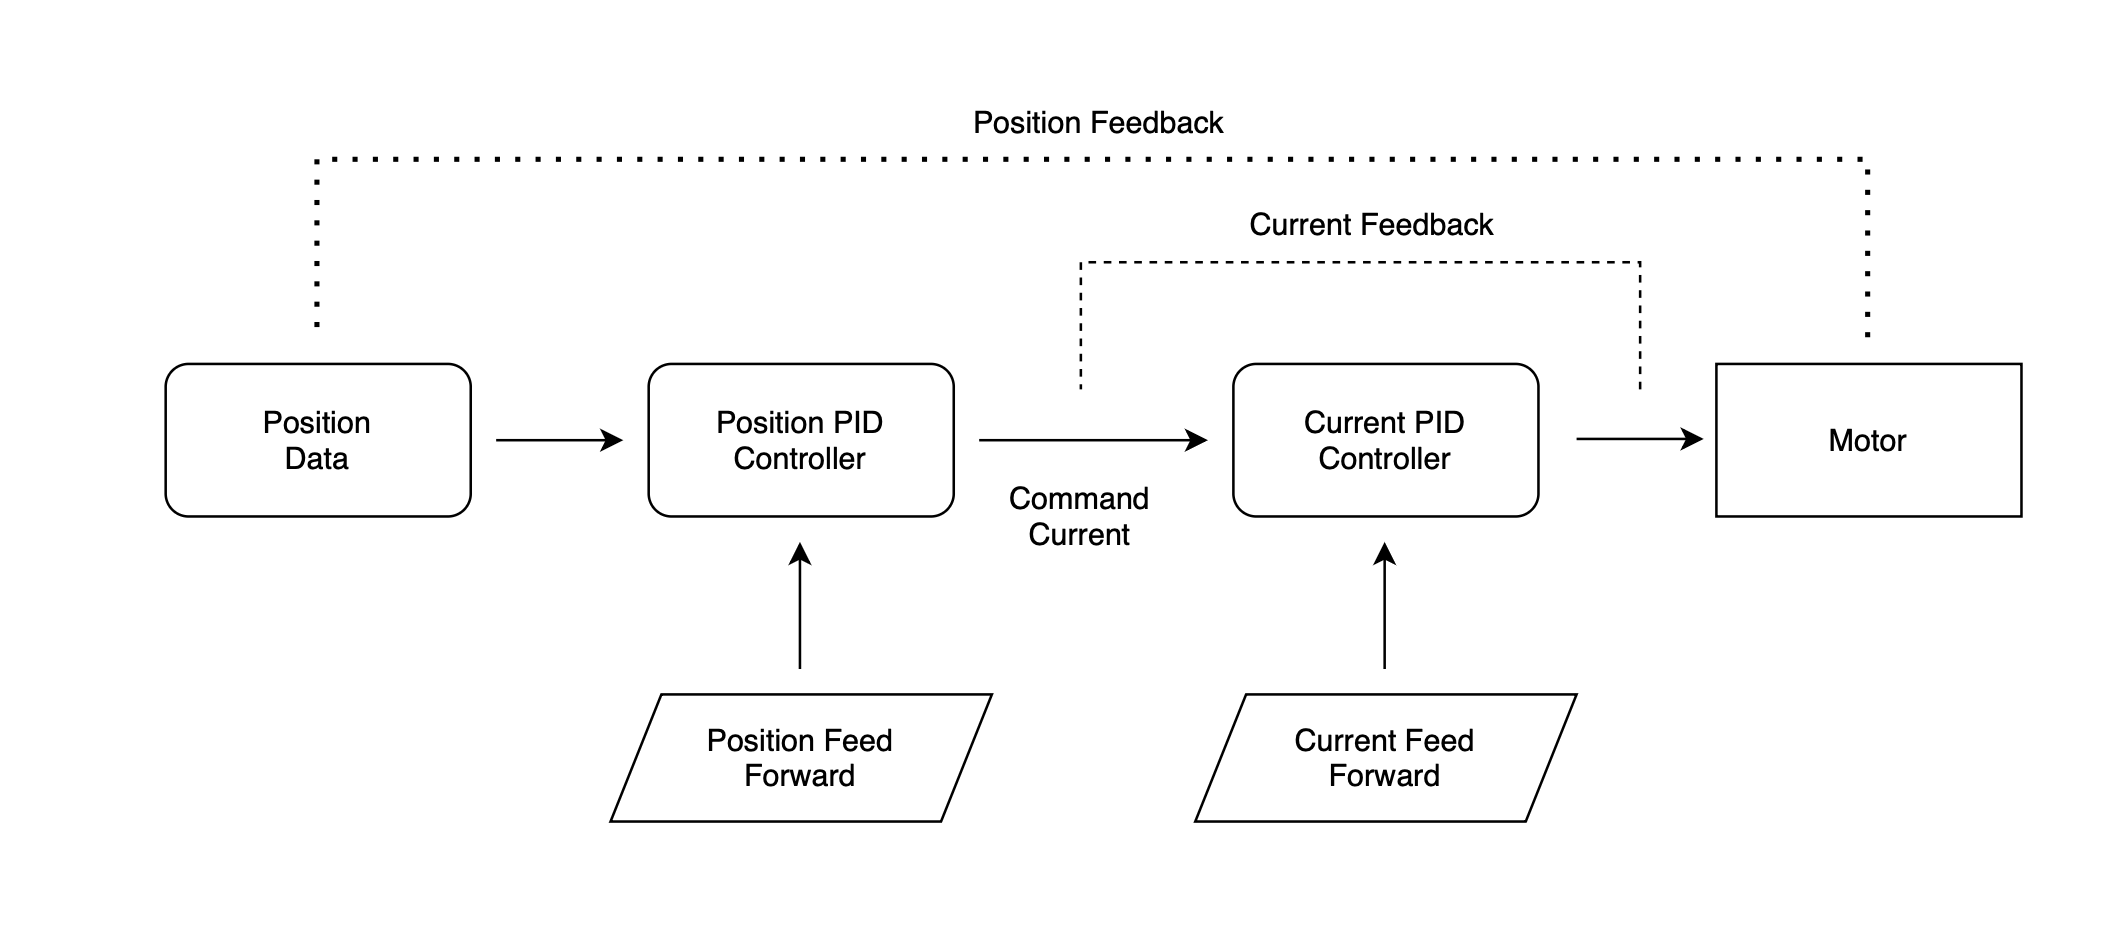 Position Feedback
Current Feedback
Position
Data
Position PID
Controller
Command
Current
Current PID
Controller
Motor
Position Feed
Forward
Current Feed
Forward